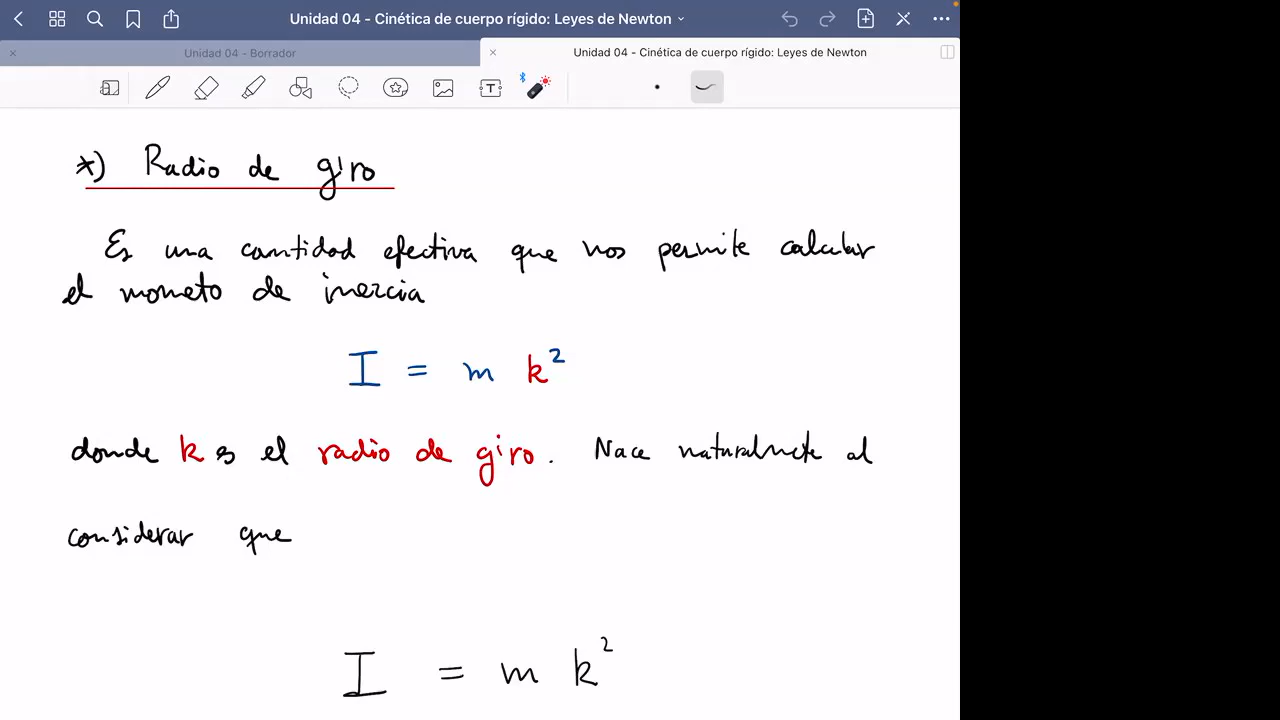 Unidad 04 - Cinética de cuerpo rígido: Leyes de Newton
Unidad 04 - Borrador
Unidad 04 - Cinética de cuerpo rígido: Leyes de Newton
*) Radio de giro
Es una cantidad efectiva que nos permite calcular
el mometo de inercia
I = m k²
donde k es el radio de giro. Nace naturalmete al
considerar que
I = m k²